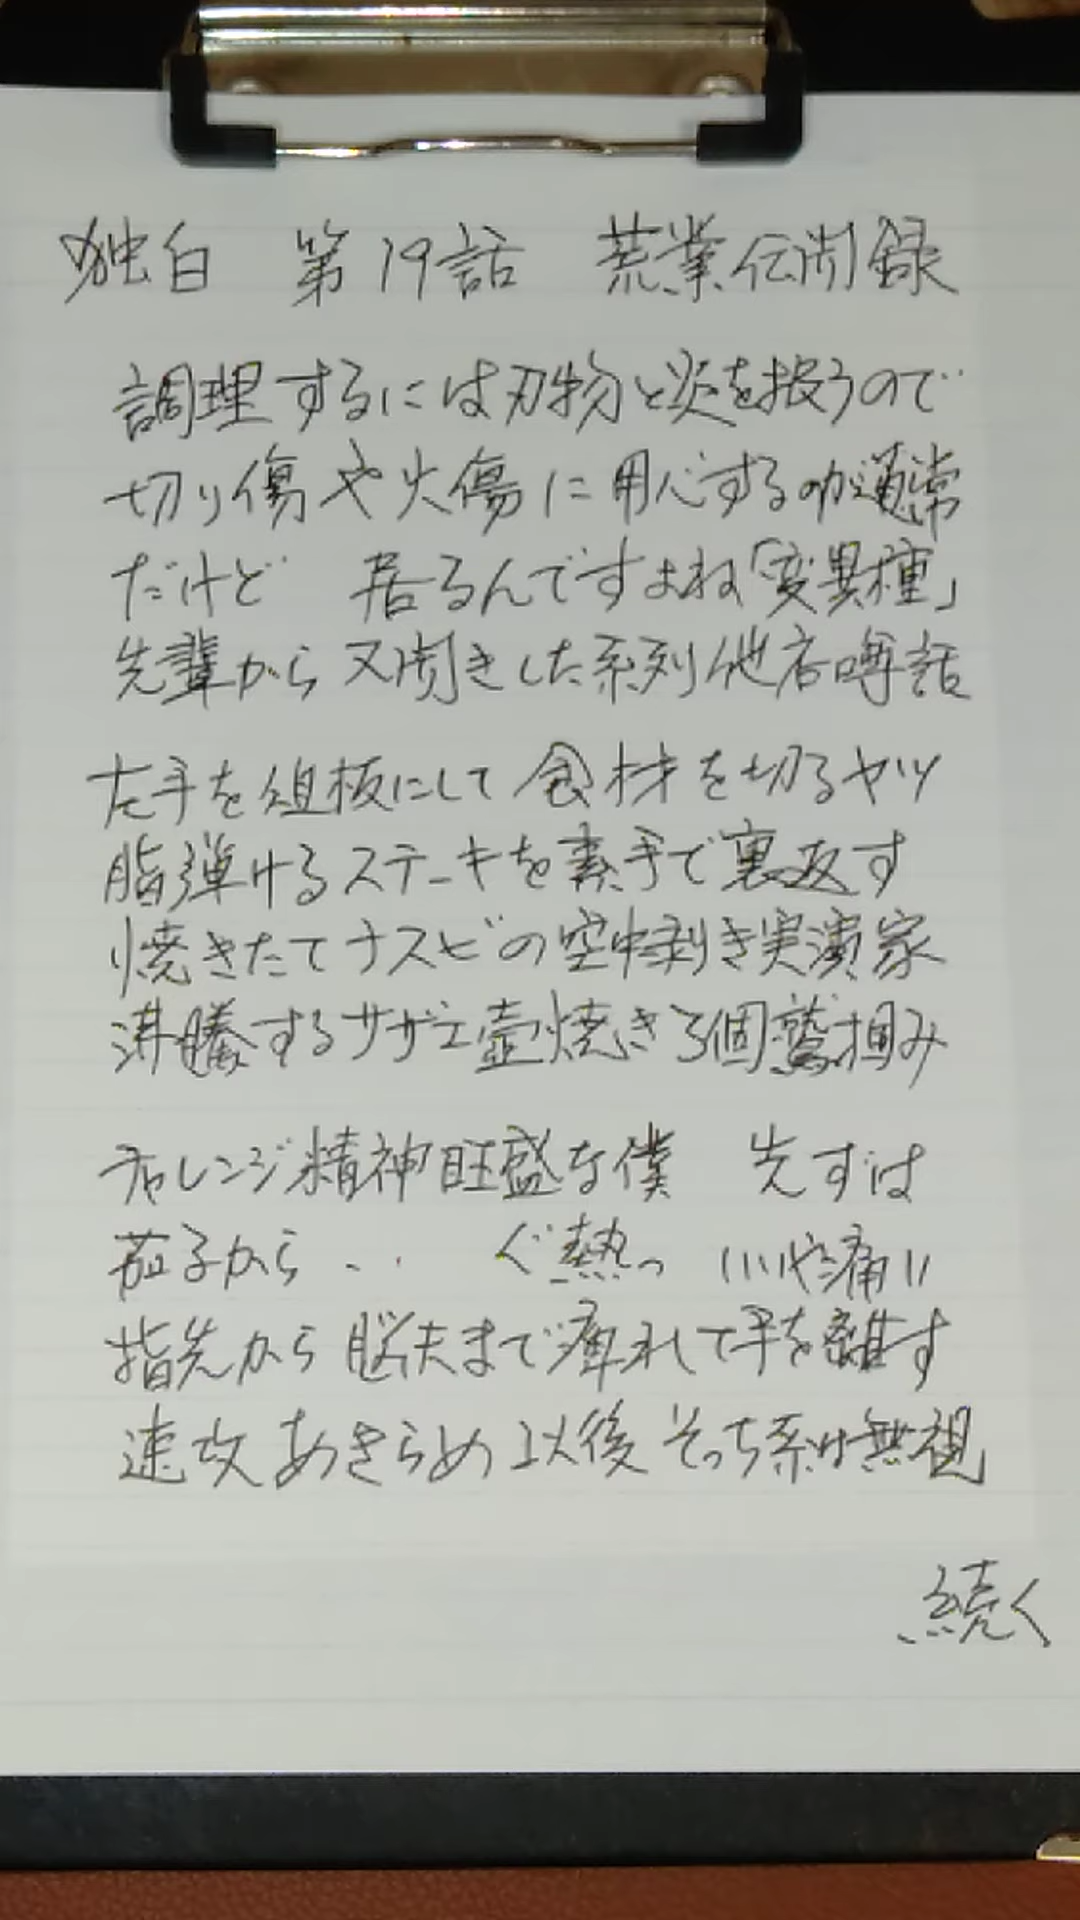 独白 第19話 荒業伝聞録
調理するには刃物と炎を扱うので
切り傷や火傷に用心するのが通常
だけど 居るんですよね「変異種」
先輩から又聞きした系列他店噂話
左手を俎板にして食材を切るヤツ
脂弾けるステーキを素手で裏返す
焼きたてナスビの空中剥き実演家
沸騰するサザエ壷焼き3個鷲掴み
チャレンジ精神旺盛な僕 先ずは
茄子から・・・ ぐ熱っ いいや痛い
指先から脳天まで痺れして手を離す
速攻あきらめ以後そっち系は無視
続く